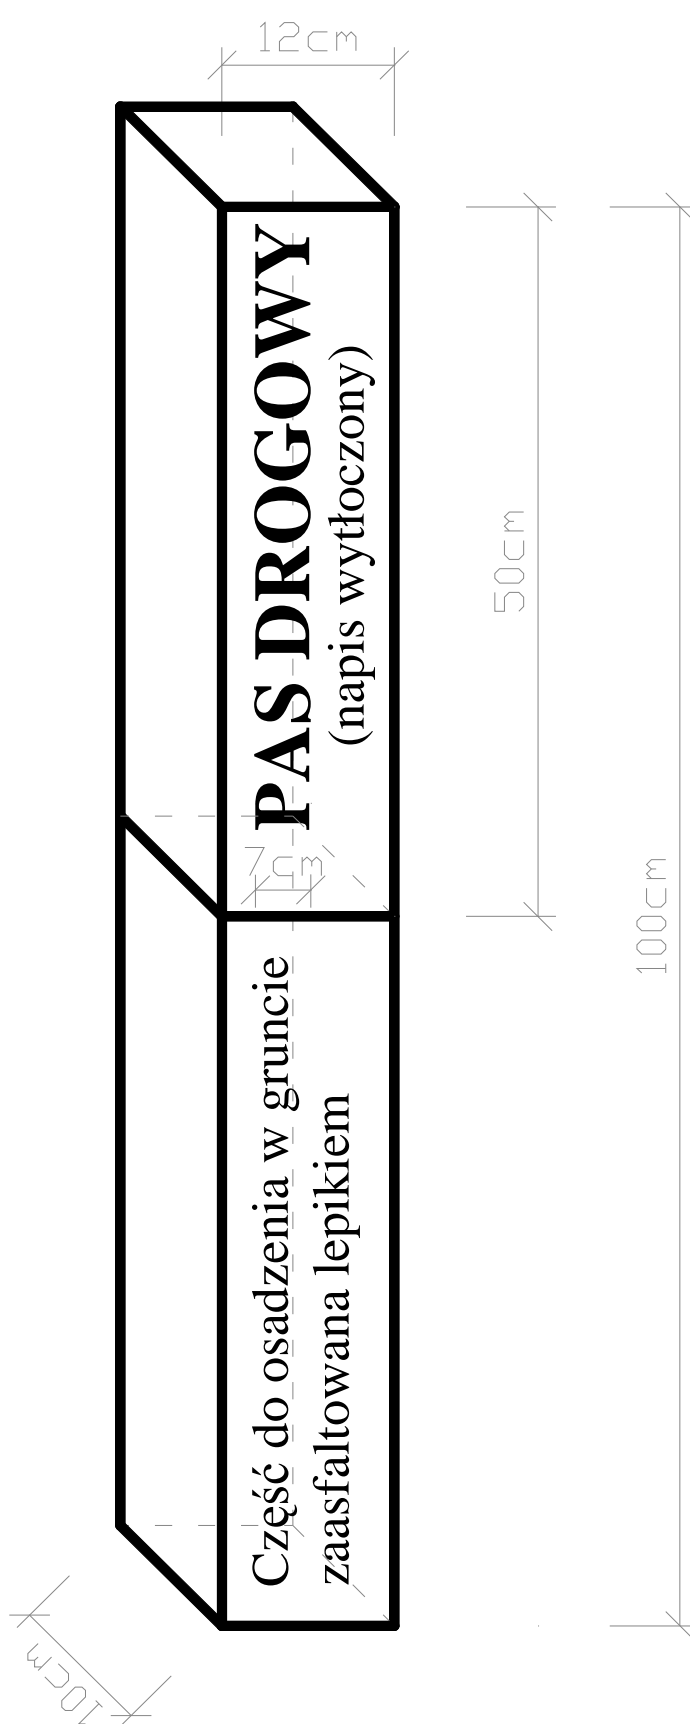 12cm
PAS DROGOWY
(napis wytłoczony)
50cm
7cm
100cm
Część do osadzenia w gruncie
zaasfaltowana lepikiem
10cm